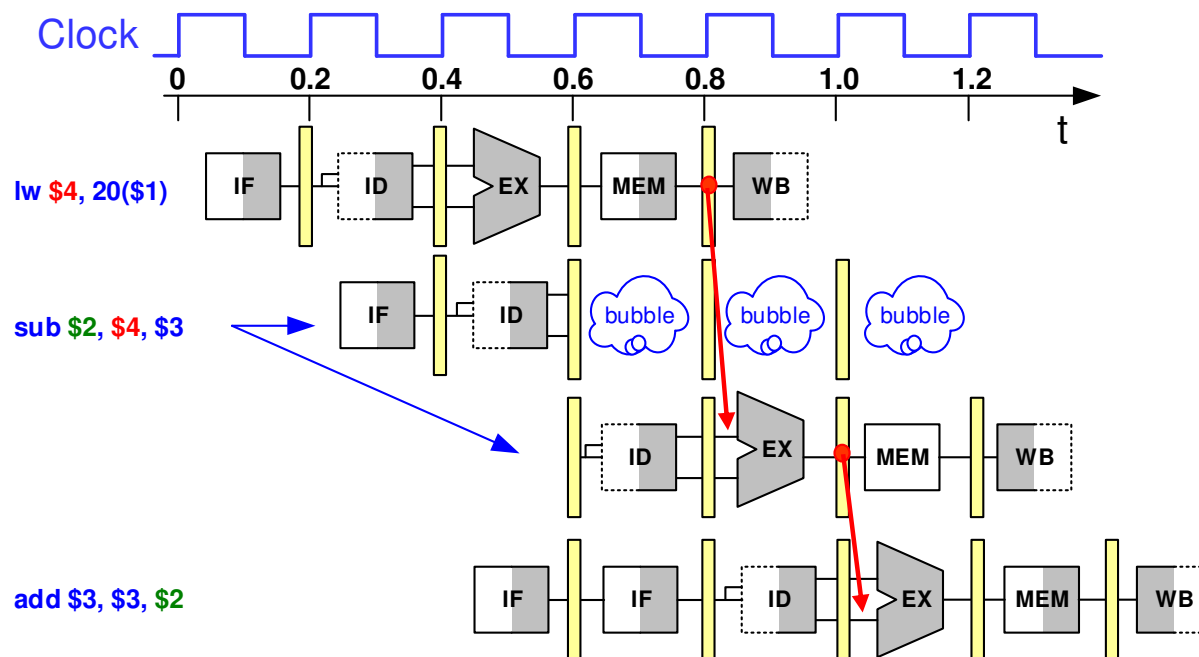 Clock
0 0.2 0.4 0.6 0.8 1.0 1.2
t
lw $4, 20($1) IF ID EX MEM WB
sub $2, $4, $3 IF ID bubble bubble bubble
ID EX MEM WB
add $3, $3, $2 IF IF ID EX MEM WB